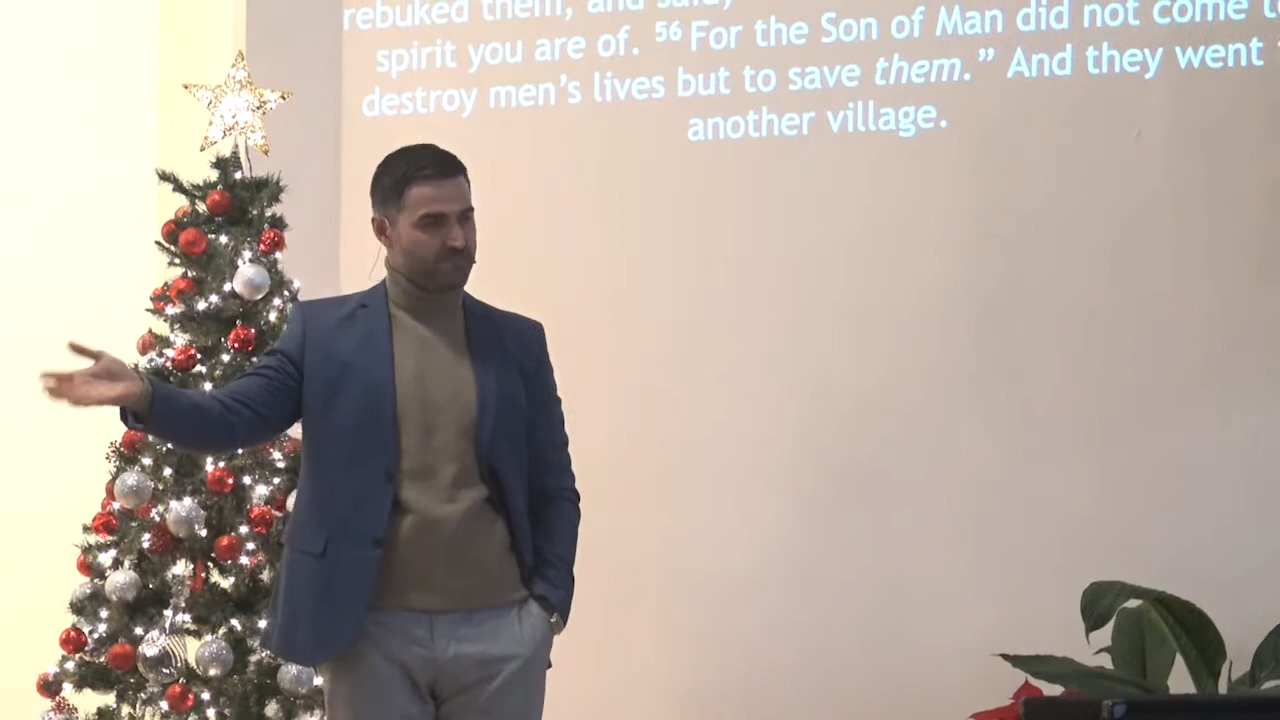 rebuked them, and said,
spirit you are of. 56 For the Son of Man did not come to
destroy men's lives but to save them.” And they went
another village.